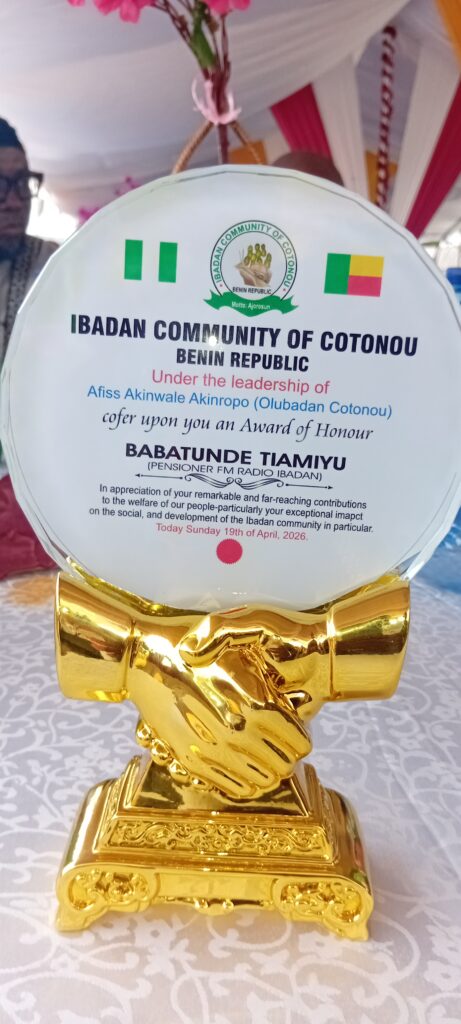 IBADAN COMMUNITY OF COTONOU
BENIN REPUBLIC
Motto: Ajorosun
IBADAN COMMUNITY OF COTONOU
BENIN REPUBLIC
Under the leadership of
Afiss Akinwale Akinropo (Olubadan Cotonou)
cofer upon you an Award of Honour
BABATUNDE TIAMIYU
(PENSIONER FM RADIO IBADAN)
In appreciation of your remarkable and far-reaching contributions
to the welfare of our people-particularly your exceptional imapct
on the social, and development of the Ibadan community in particular.
Today Sunday 19th of April, 2026.